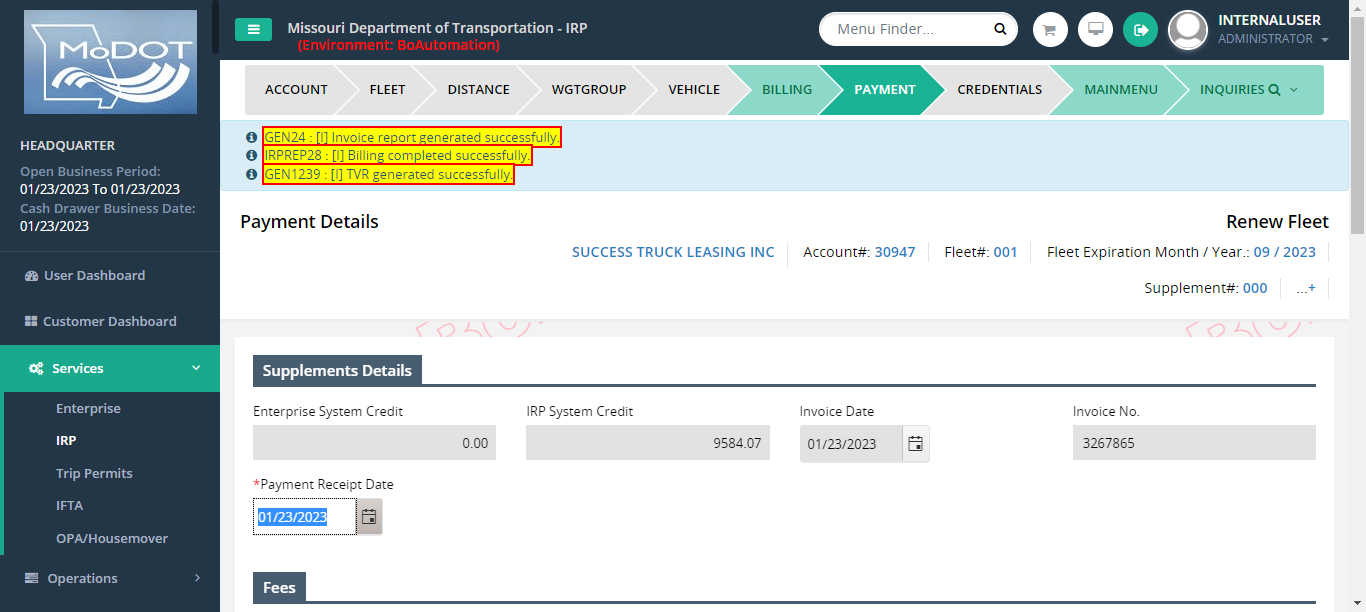 MoDOT
HEADQUARTER
Open Business Period:
01/23/2023 To 01/23/2023
Cash Drawer Business Date:
01/23/2023
User Dashboard
Customer Dashboard
Services
Enterprise
IRP
Trip Permits
IFTA
OPA/Housemover
Operations
Missouri Department of Transportation - IRP
(Environment: BoAutomation)
Menu Finder...
INTERNALUSER
ADMINISTRATOR
ACCOUNT FLEET DISTANCE WGTGROUP VEHICLE BILLING PAYMENT CREDENTIALS MAINMENU INQUIRIES
GEN24 : [I] Invoice report generated successfully.
IRPREP28 : [I] Billing completed successfully.
GEN1239 : [I] TVR generated successfully.
Payment Details Renew Fleet
SUCCESS TRUCK LEASING INC Account#: 30947 Fleet#: 001 Fleet Expiration Month / Year.: 09 / 2023
Supplement#: 000 ...+
Supplements Details
Enterprise System Credit IRP System Credit Invoice Date Invoice No.
0.00 9584.07 01/23/2023 3267865
*Payment Receipt Date
01/23/2023
Fees